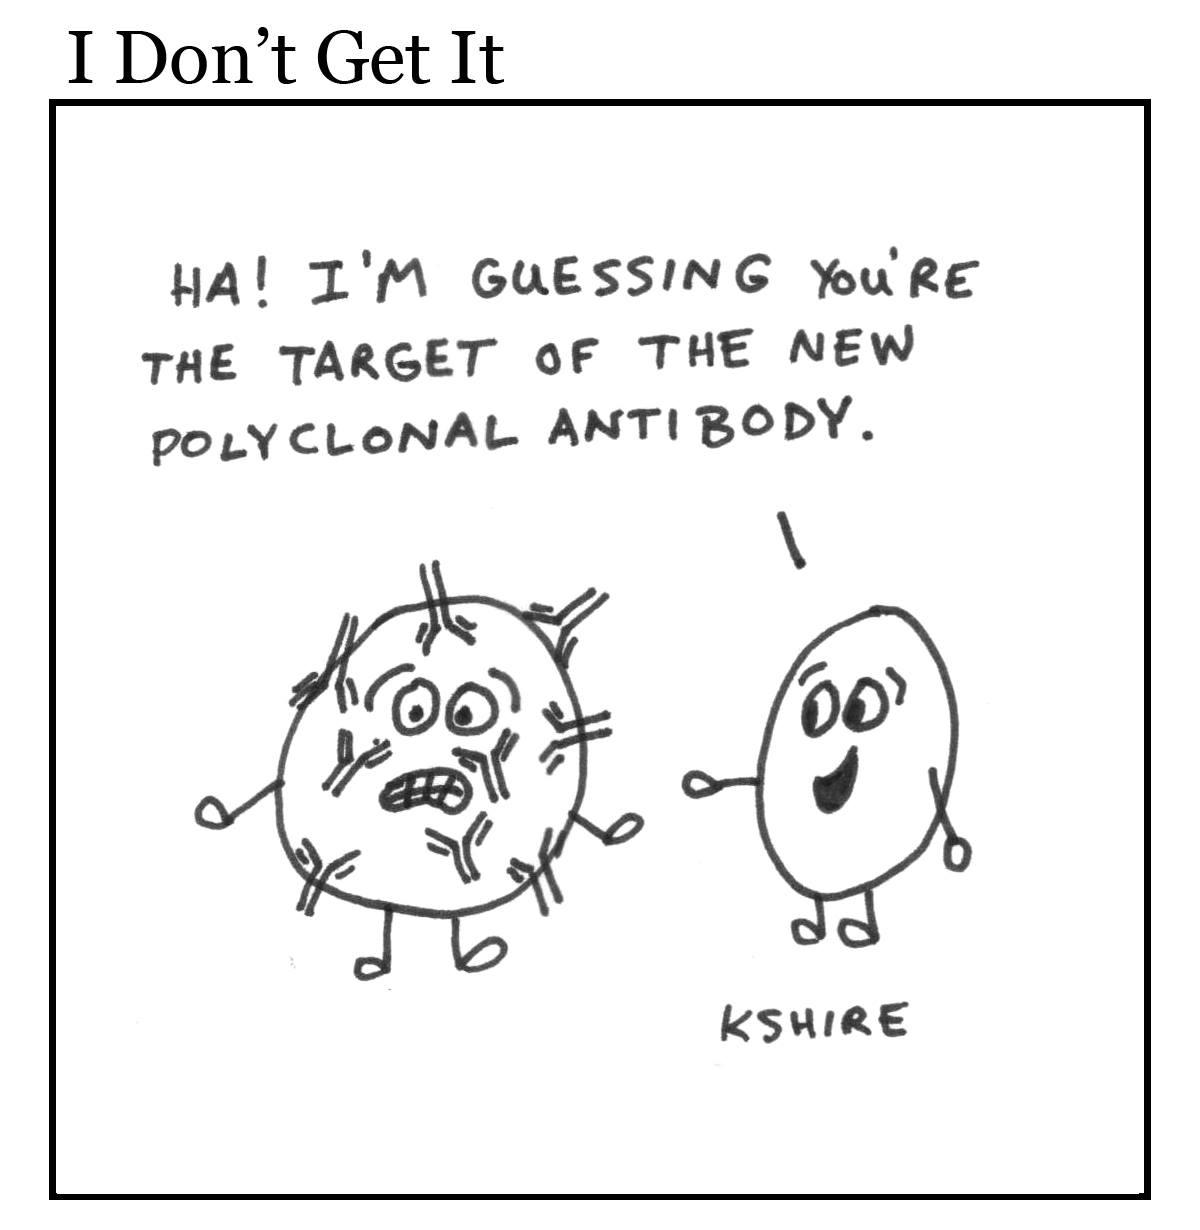 I Don’t Get It
HA! I'M GUESSING YOU'RE
THE TARGET OF THE NEW
POLYCLONAL ANTIBODY.
KSHIRE